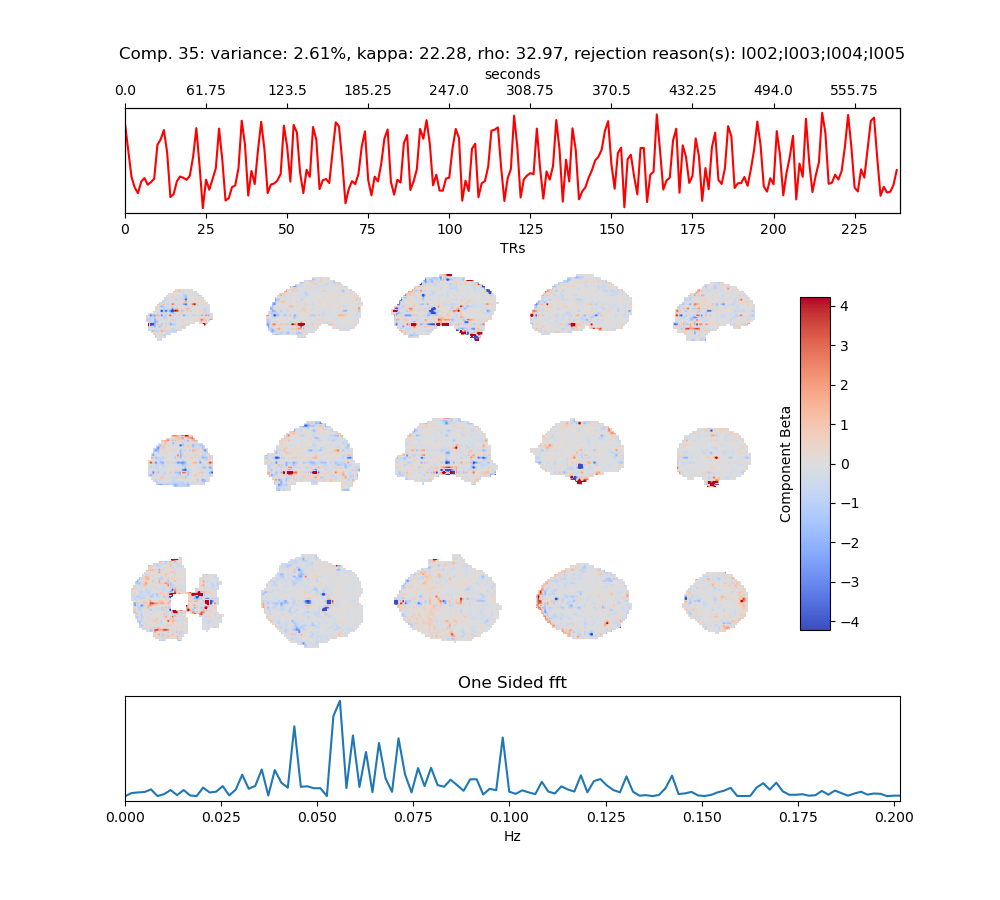 Comp. 35: variance: 2.61%, kappa: 22.28, rho: 32.97, rejection reason(s): I002;I003;I004;I005
seconds
0.0 61.75 123.5 185.25 247.0 308.75 370.5 432.25 494.0 555.75
0 25 50 75 100 125 150 175 200 225
TRs
4
3
2
1
0
−1
−2
−3
−4
Component Beta
One Sided fft
0.000 0.025 0.050 0.075 0.100 0.125 0.150 0.175 0.200
Hz